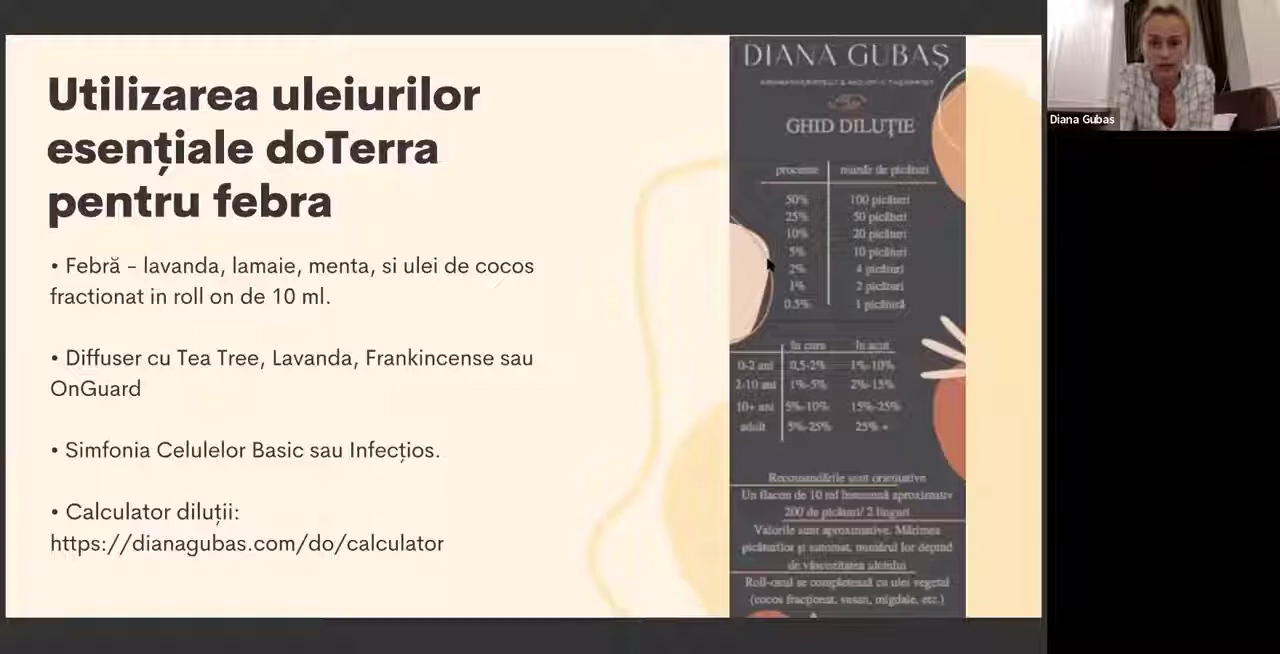 Utilizarea uleiurilor
esențiale doTerra
pentru febra
• Febră - lavanda, lamaie, menta, si ulei de cocos
fractionat in roll on de 10 ml.
• Diffuser cu Tea Tree, Lavanda, Frankincense sau
OnGuard
• Simfonia Celulelor Basic sau Infecțios.
• Calculator diluții:
https://dianagubas.com/do/calculator
DIANA GUBAȘ
GHID DILUȚIE
procente număr de picături
50% 100 picături
25% 50 picături
10% 20 picături
5% 10 picături
2% 4 picături
1% 2 picături
0.5% 1 picătură
în curs în acut
0-2 ani 0,5-2% 1%-10%
2-10 ani 1%-5% 2%-15%
10+ ani 5%-10% 15%-25%
adult 5%-25% 25% +
Recomandările sunt orientative
Un flacon de 10 ml înseamnă aproximativ
200 de picături/ 2 linguri
Valorile sunt aproximative. Mărimea
picăturilor și automat, numărul lor depind
de vâscozitatea uleiului
Roll-onul se completează cu ulei vegetal
(cocos fracționat, susan, migdale, etc.)
Diana Gubas